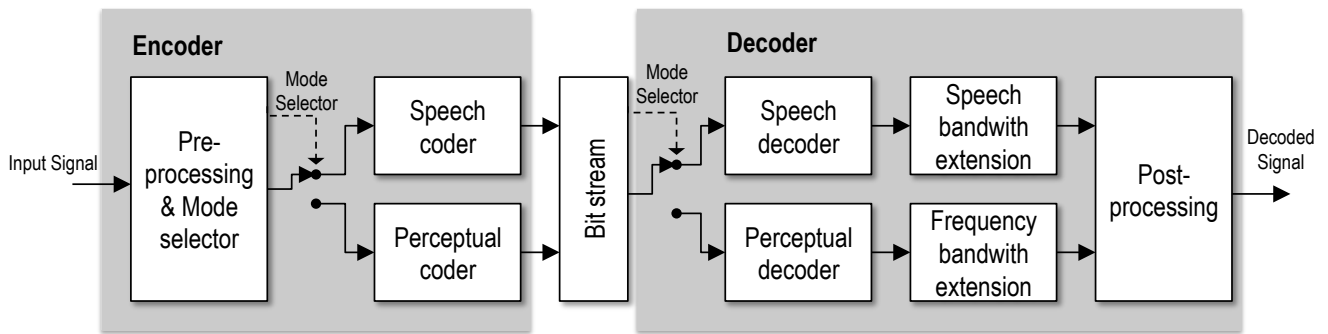 Encoder
Input Signal
Pre-
processing
& Mode
selector
Mode
Selector
Speech
coder
Perceptual
coder
Bit stream
Decoder
Mode
Selector
Speech
decoder
Perceptual
decoder
Speech
bandwith
extension
Frequency
bandwith
extension
Post-
processing
Decoded
Signal